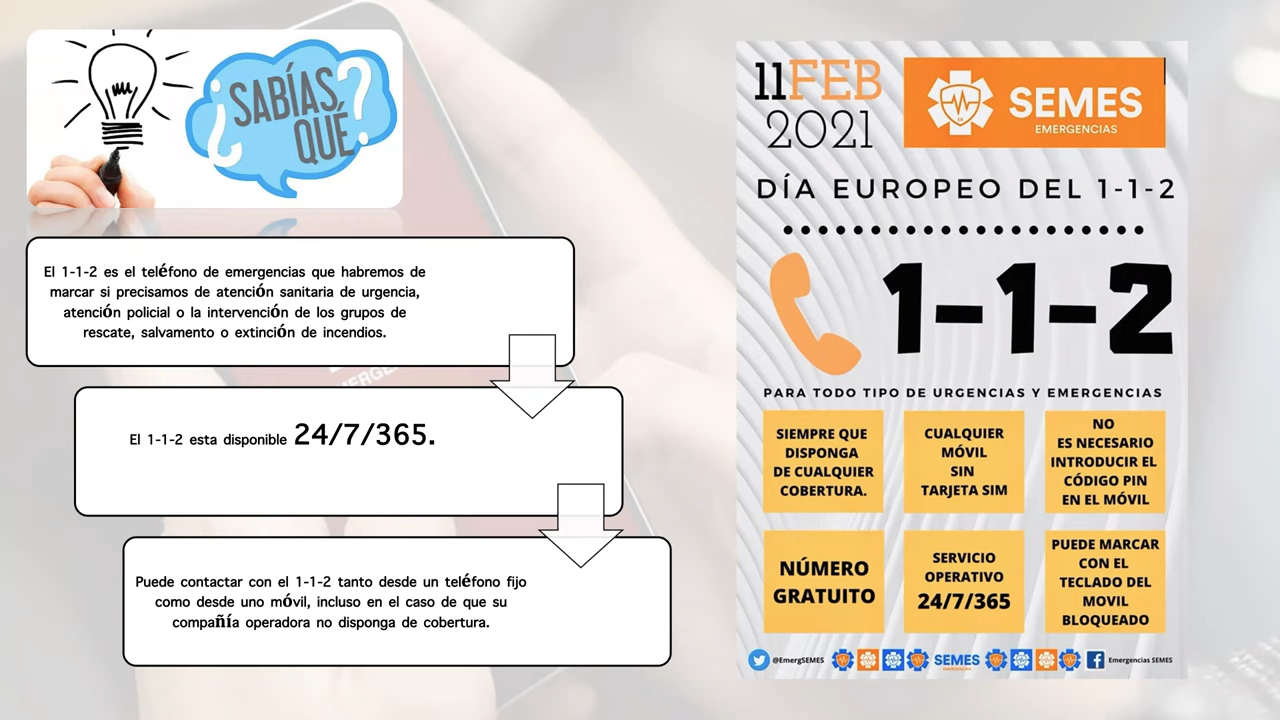 ¿SABÍAS
QUÉ?
El 1-1-2 es el teléfono de emergencias que habremos de
marcar si precisamos de atención sanitaria de urgencia,
atención policial o la intervención de los grupos de
rescate, salvamento o extinción de incendios.
El 1-1-2 esta disponible 24/7/365.
Puede contactar con el 1-1-2 tanto desde un teléfono fijo
como desde uno móvil, incluso en el caso de que su
compañía operadora no disponga de cobertura.
11FEB
2021
SEMES
EMERGENCIAS
DÍA EUROPEO DEL 1-1-2
1-1-2
PARA TODO TIPO DE URGENCIAS Y EMERGENCIAS
SIEMPRE QUE
DISPONGA
DE CUALQUIER
COBERTURA.
CUALQUIER
MÓVIL
SIN
TARJETA SIM
NO
ES NECESARIO
INTRODUCIR EL
CÓDIGO PIN
EN EL MÓVIL
NÚMERO
GRATUITO
SERVICIO
OPERATIVO
24/7/365
PUEDE MARCAR
CON EL
TECLADO DEL
MOVIL
BLOQUEADO
@EmergSEMES
SEMES
EMERGENCIAS
Emergencias SEMES